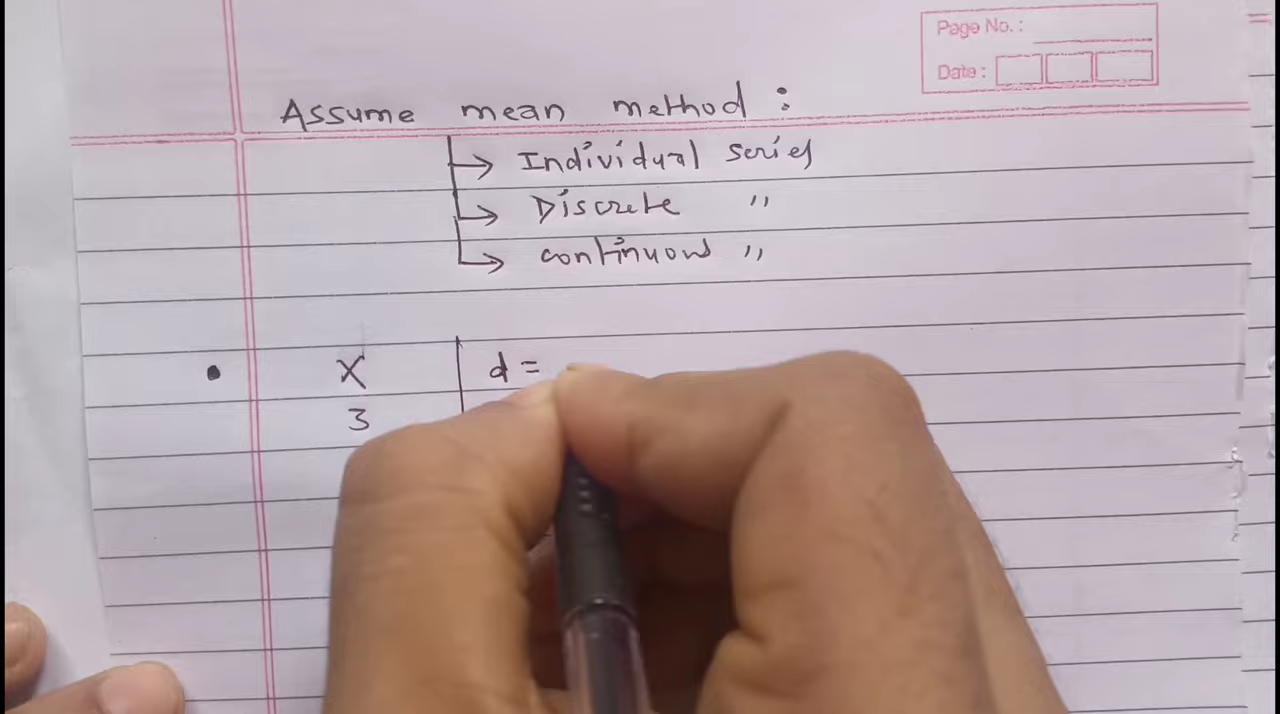 Page No. :
Date :
Assume mean method :
Individual series
Discrete "
continuous "
X d =
3